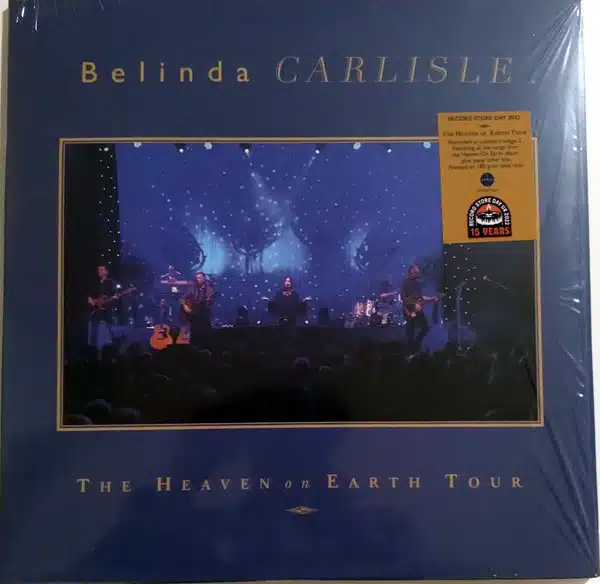 Belinda CARLISLE
RECORD STORE DAY 2022
THE HEAVEN on EARTH TOUR
Recorded at London's Indigo 2
Featuring all the songs from
the Heaven On Earth album
plus many other hits.
Pressed on 180 gram blue vinyl
RECORD STORE DAY UK 2022
15 YEARS
THE HEAVEN on EARTH TOUR